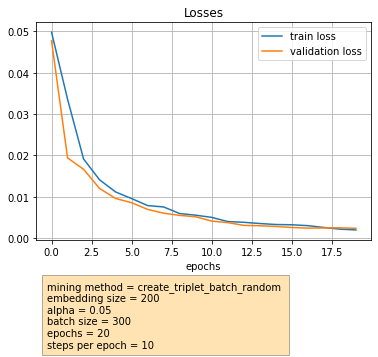 Losses
train loss
validation loss
0.05
0.04
0.03
0.02
0.01
0.00
0.0 2.5 5.0 7.5 10.0 12.5 15.0 17.5
epochs
mining method = create_triplet_batch_random
embedding size = 200
alpha = 0.05
batch size = 300
epochs = 20
steps per epoch = 10